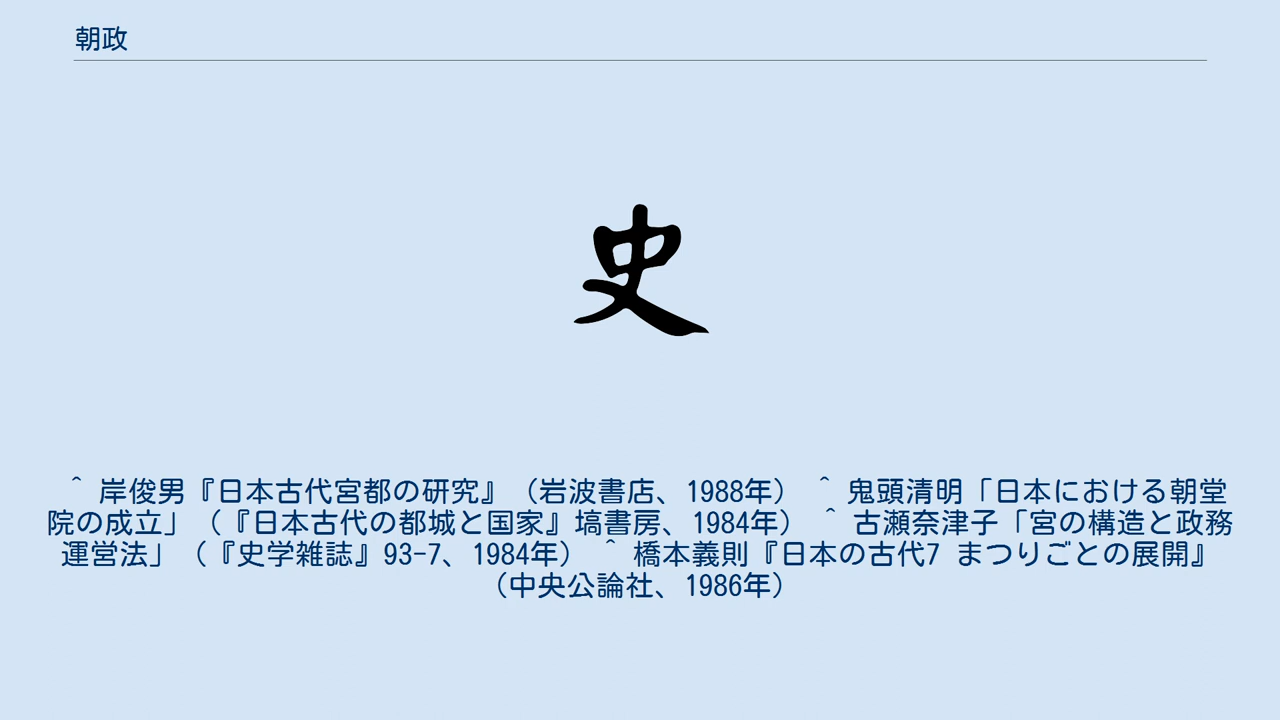 朝政
史
^ 岸俊男『日本古代宮都の研究』（岩波書店、1988年） ^ 鬼頭清明「日本における朝堂
院の成立」（『日本古代の都城と国家』塙書房、1984年） ^ 古瀬奈津子「宮の構造と政務
運営法」（『史学雑誌』93-7、1984年） ^ 橋本義則『日本の古代7 まつりごとの展開』
（中央公論社、1986年）